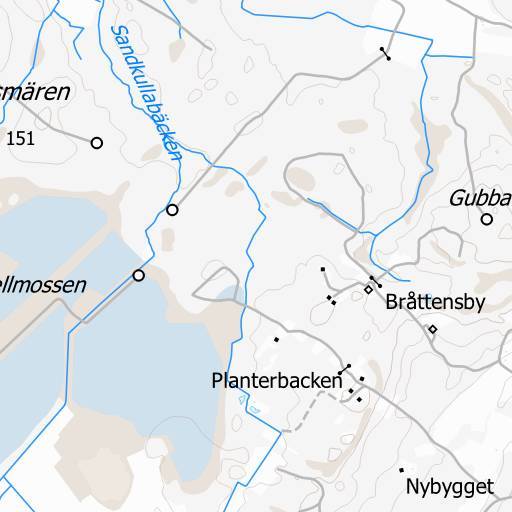 Sandkullabäcken
smären
151
Gubba
ellmossen
Bråttensby
Planterbacken
Nybygget